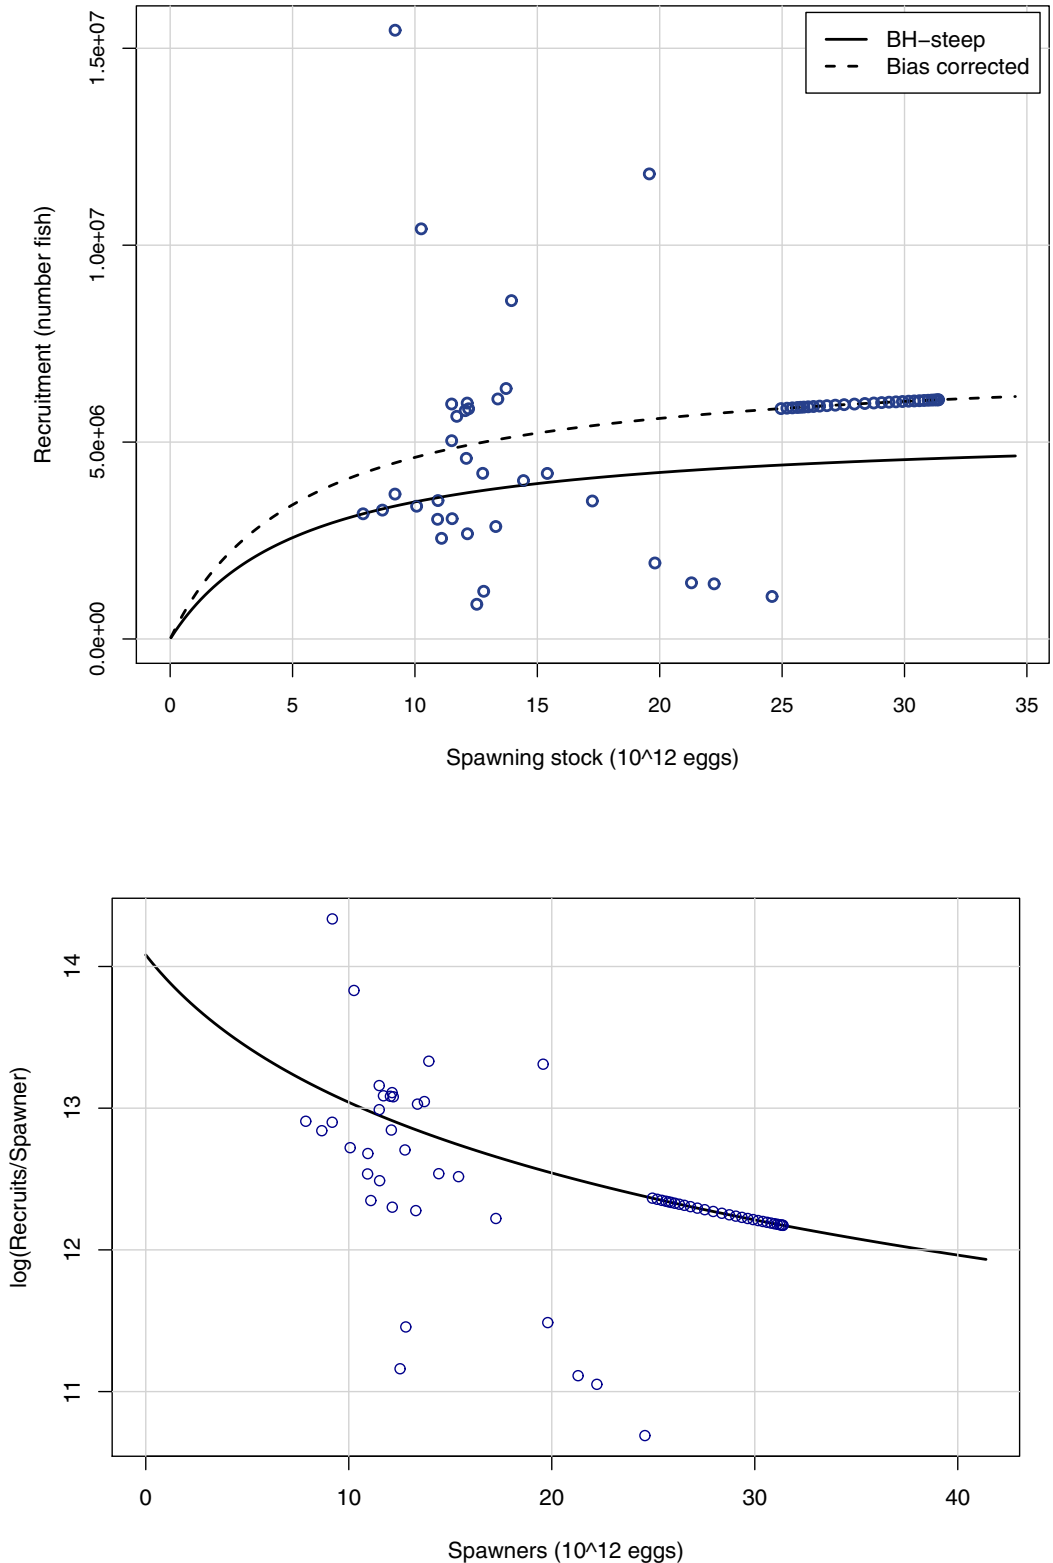 BH−steep
Bias corrected
Recruitment (number fish)
1.5e+07
1.0e+07
5.0e+06
0.0e+00
0 5 10 15 20 25 30 35
Spawning stock (10^12 eggs)
log(Recruits/Spawner)
14
13
12
11
0 10 20 30 40
Spawners (10^12 eggs)